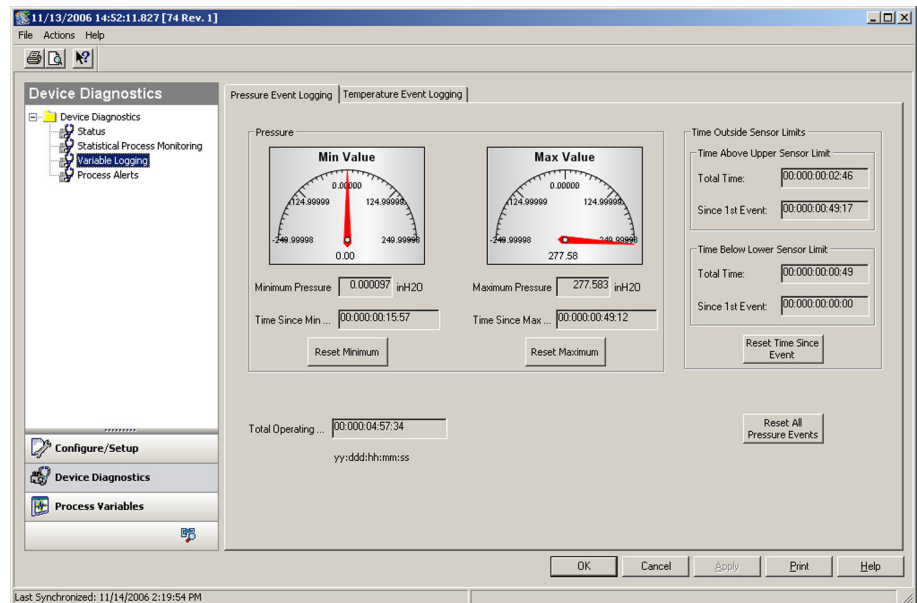 11/13/2006 14:52:11.827 [74 Rev. 1]
File Actions Help
Device Diagnostics
Device Diagnostics
Status
Statistical Process Monitoring
Variable Logging
Process Alerts
Configure/Setup
Device Diagnostics
Process Variables
Pressure Event Logging
Temperature Event Logging
Pressure
Min Value
0.00000
124.99999
124.99999
-249.99998
249.99998
0.00
Minimum Pressure 0.000097 inH2O
Time Since Min ... 00:000:00:15:57
Reset Minimum
Max Value
0.00000
124.99999
124.99999
-249.99998
249.99998
277.58
Maximum Pressure 277.583 inH2O
Time Since Max ... 00:000:00:49:12
Reset Maximum
Time Outside Sensor Limits
Time Above Upper Sensor Limit
Total Time: 00:000:00:02:46
Since 1st Event: 00:000:00:49:17
Time Below Lower Sensor Limit
Total Time: 00:000:00:00:49
Since 1st Event: 00:000:00:00:00
Reset Time Since
Event
Total Operating ... 00:000:04:57:34
yy:ddd:hh:mm:ss
Reset All
Pressure Events
OK
Cancel
Apply
Print
Help
Last Synchronized: 11/14/2006 2:19:54 PM